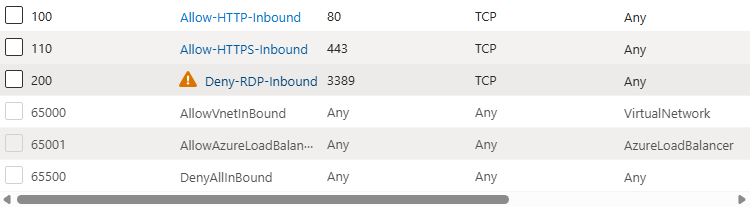 100 Allow-HTTP-Inbound 80 TCP Any
110 Allow-HTTPS-Inbound 443 TCP Any
200 Deny-RDP-Inbound 3389 TCP Any
65000 AllowVnetInBound Any Any VirtualNetwork
65001 AllowAzureLoadBalan··· Any Any AzureLoadBalancer
65500 DenyAllInBound Any Any Any